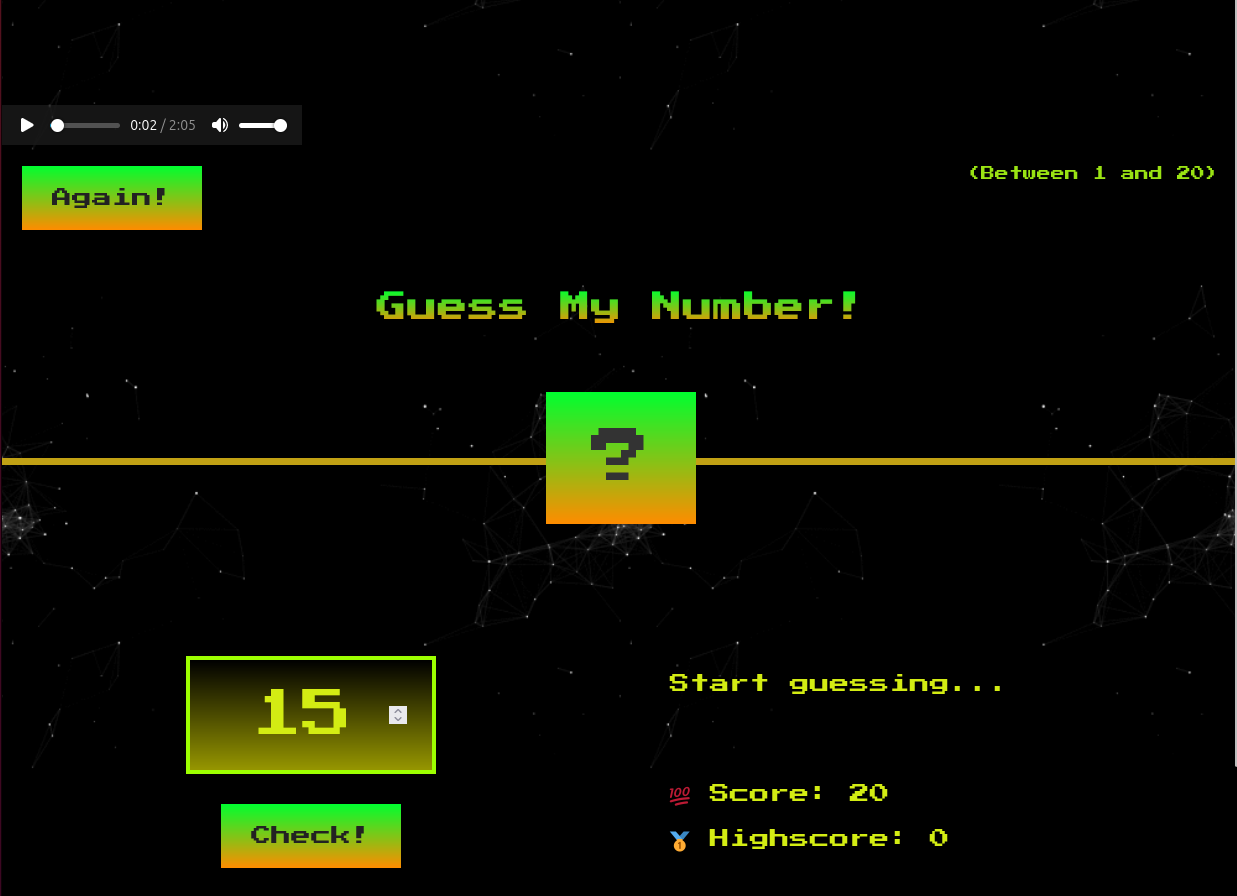 0:02 / 2:05
Again!
(Between 1 and 20)
Guess My Number!
?
15
Start guessing...
💯 Score: 20
Check!
🥇 Highscore: 0